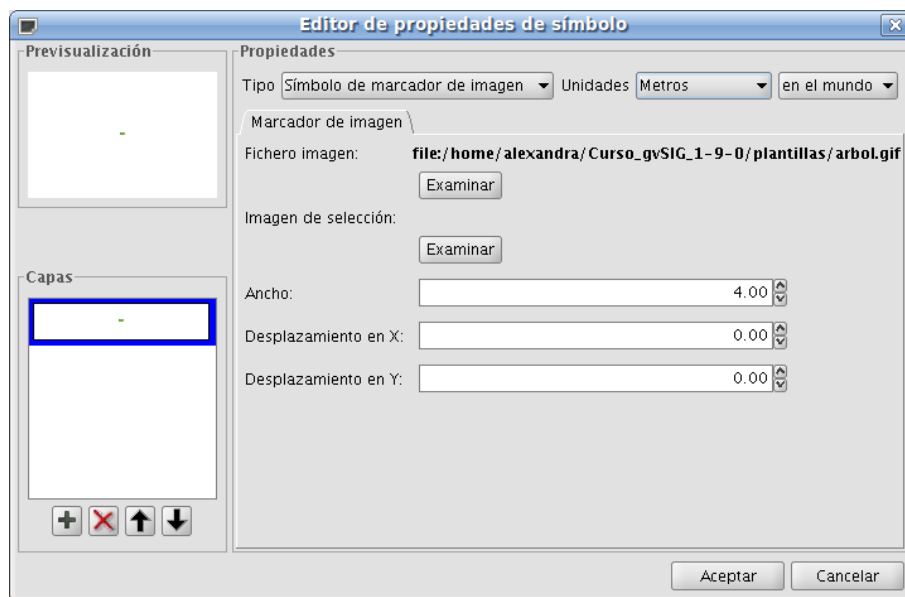 Editor de propiedades de símbolo
Previsualización
Propiedades
Tipo Símbolo de marcador de imagen Unidades Metros en el mundo
Marcador de imagen
Fichero imagen: file:/home/alexandra/Curso_gvSIG_1-9-0/plantillas/arbol.gif
Examinar
Imagen de selección:
Examinar
Capas
Ancho: 4.00
Desplazamiento en X: 0.00
Desplazamiento en Y: 0.00
Aceptar Cancelar